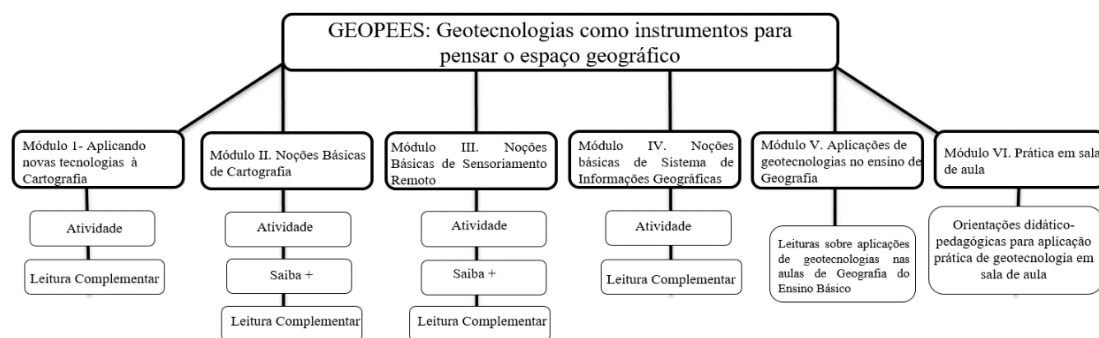 GEOPEES: Geotecnologias como instrumentos para
pensar o espaço geográfico
Módulo 1- Aplicando
novas tecnologias à
Cartografia
Atividade
Leitura Complementar
Módulo II. Noções Básicas
de Cartografia
Atividade
Saiba +
Leitura Complementar
Módulo III. Noções
Básicas de Sensoriamento
Remoto
Atividade
Saiba +
Leitura Complementar
Módulo IV. Noções
básicas de Sistema de
Informações Geográficas
Atividade
Leitura Complementar
Módulo V. Aplicações de
geotecnologias no ensino de
Geografia
Leituras sobre aplicações
de geotecnologias nas
aulas de Geografia do
Ensino Básico
Módulo VI. Prática em sala
de aula
Orientações didático-
pedagógicas para aplicação
prática de geotecnologia em
sala de aula